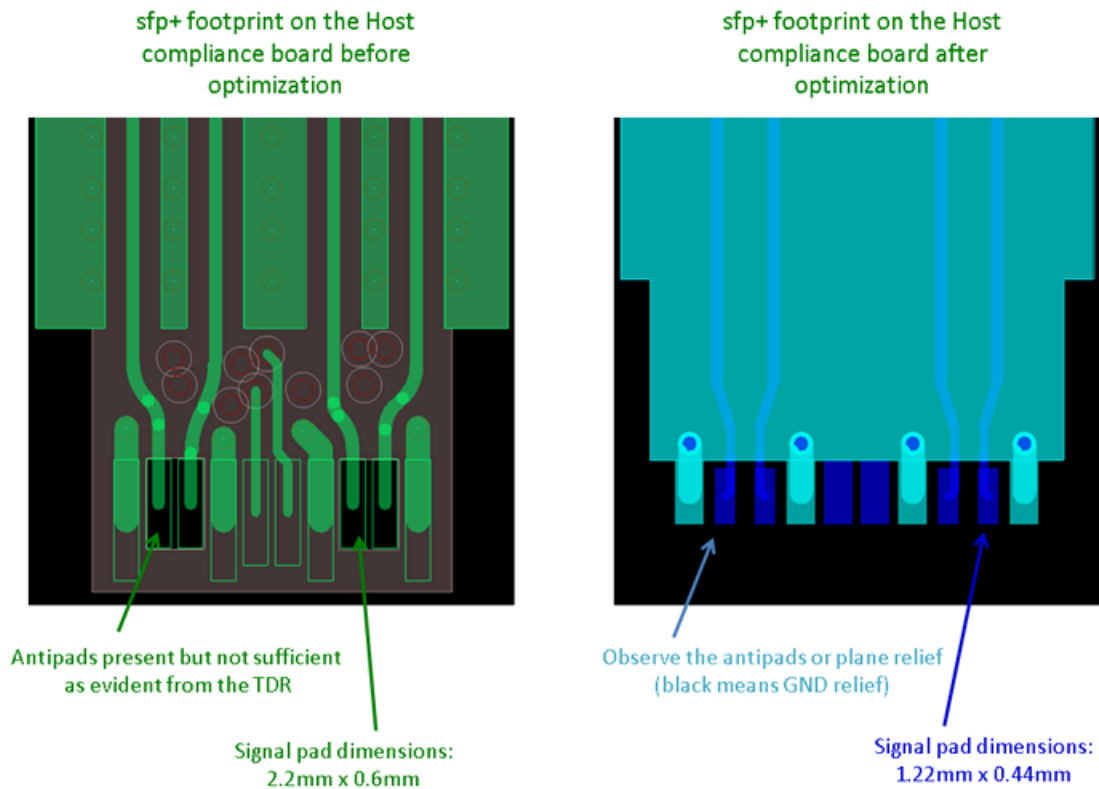 sfp+ footprint on the Host
compliance board before
optimization
sfp+ footprint on the Host
compliance board after
optimization
Antipads present but not sufficient
as evident from the TDR
Signal pad dimensions:
2.2mm x 0.6mm
Observe the antipads or plane relief
(black means GND relief)
Signal pad dimensions:
1.22mm x 0.44mm